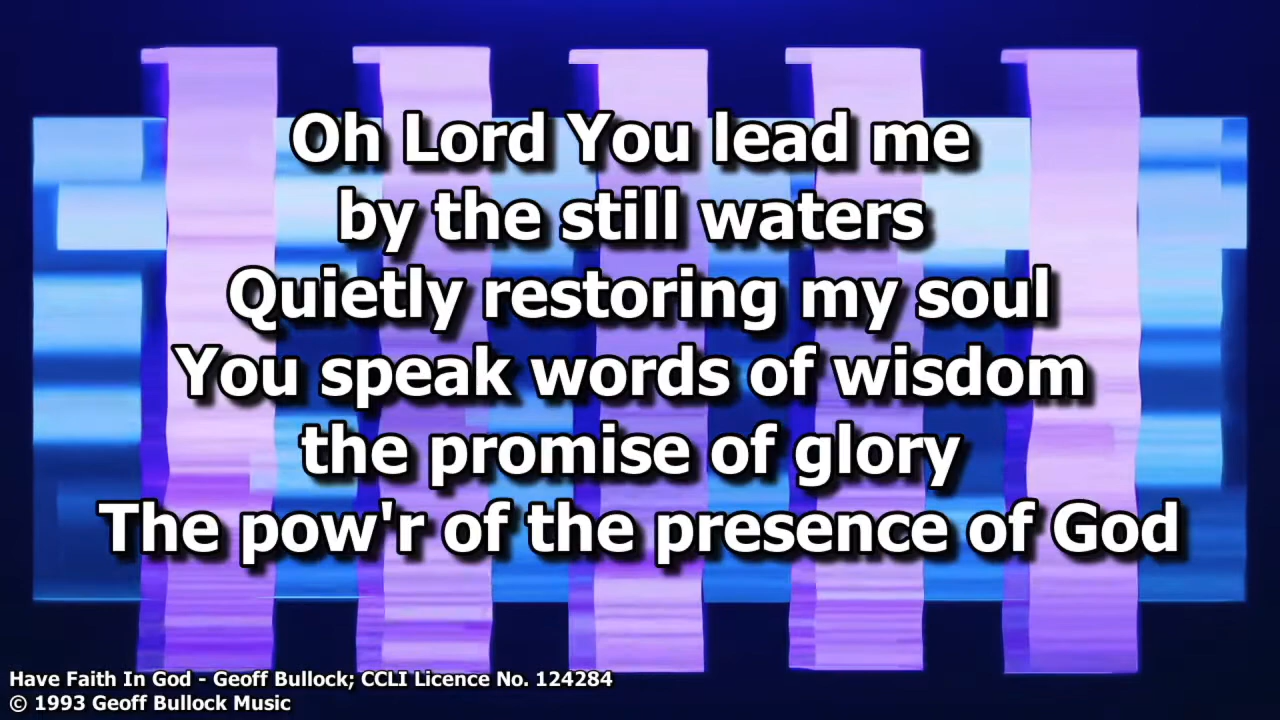 Oh Lord You lead me
by the still waters
Quietly restoring my soul
You speak words of wisdom
the promise of glory
The pow'r of the presence of God
Have Faith In God - Geoff Bullock; CCLI Licence No. 124284
© 1993 Geoff Bullock Music